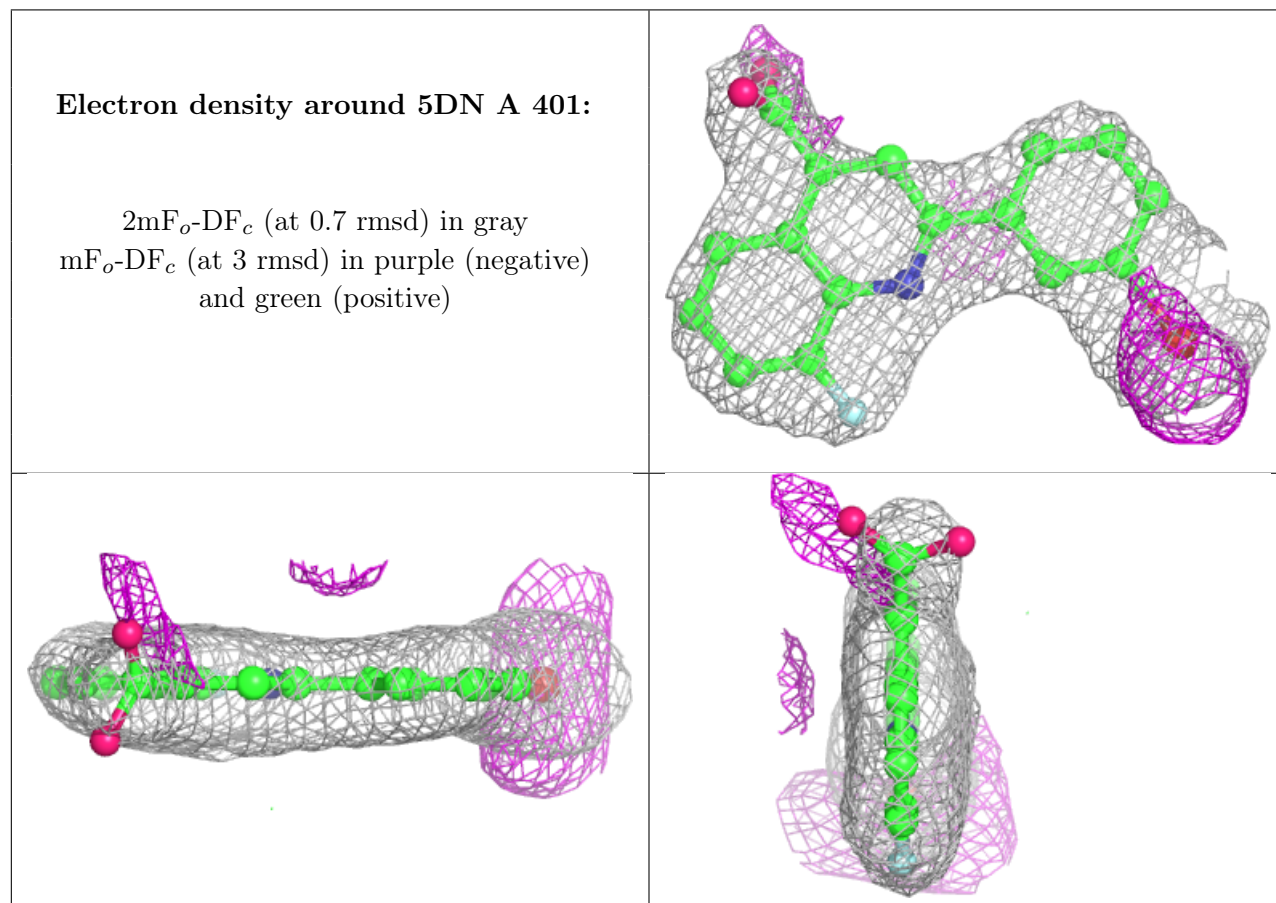 Electron density around 5DN A 401:
2mFo-DFc (at 0.7 rmsd) in gray
mFo-DFc (at 3 rmsd) in purple (negative)
and green (positive)